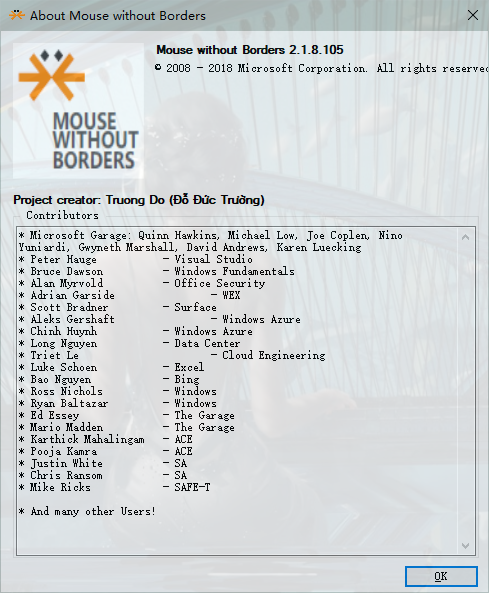 About Mouse without Borders
MOUSE
WITHOUT
BORDERS
Mouse without Borders 2.1.8.105
© 2008 - 2018 Microsoft Corporation. All rights reserve
Project creator: Truong Do (Đỗ Đức Trường)
Contributors
* Microsoft Garage: Quinn Hawkins, Michael Low, Joe Coplen, Nino
Yuniardi, Gwyneth Marshall, David Andrews, Karen Luecking
* Peter Hauge - Visual Studio
* Bruce Dawson - Windows Fundamentals
* Alan Myrvold - Office Security
* Adrian Garside - WEX
* Scott Bradner - Surface
* Aleks Gershaft - Windows Azure
* Chinh Huynh - Windows Azure
* Long Nguyen - Data Center
* Triet Le - Cloud Engineering
* Luke Schoen - Excel
* Bao Nguyen - Bing
* Ross Nichols - Windows
* Ryan Baltazar - Windows
* Ed Essey - The Garage
* Mario Madden - The Garage
* Karthick Mahalingam - ACE
* Pooja Kamra - ACE
* Justin White - SA
* Chris Ransom - SA
* Mike Ricks - SAFE-T
* And many other Users!
OK